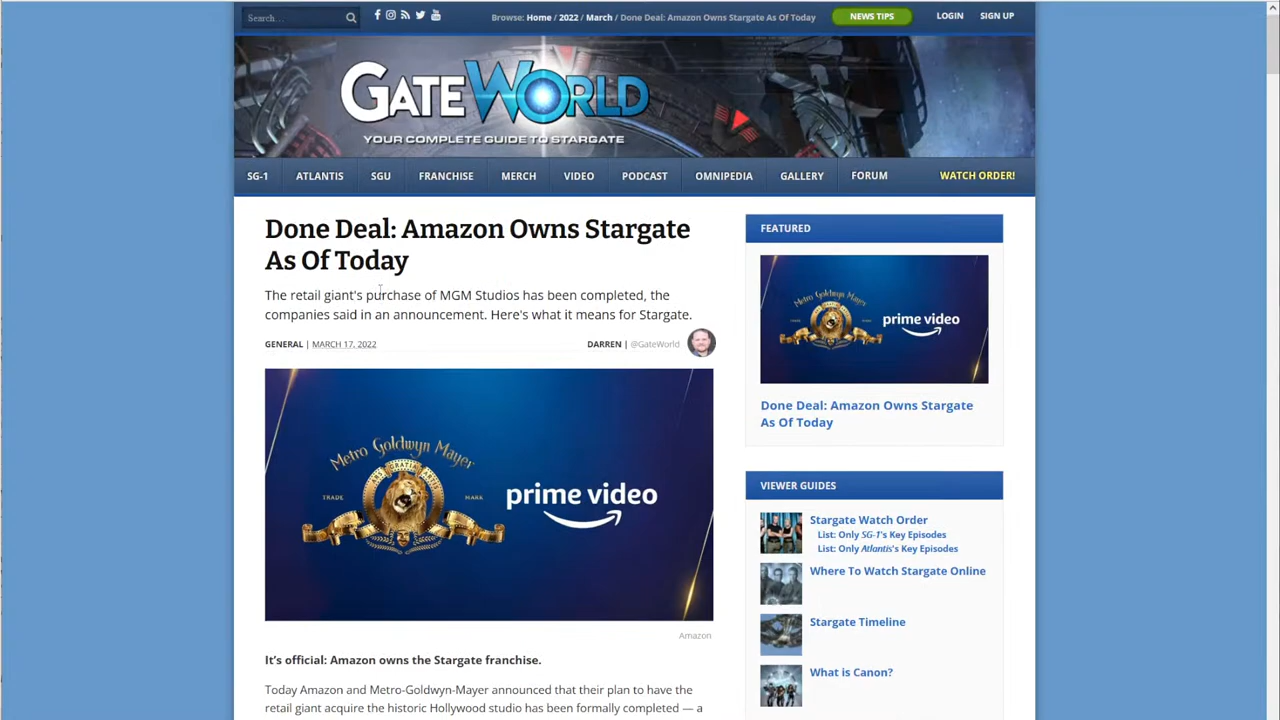 Search...
Browse: Home / 2022 / March / Done Deal: Amazon Owns Stargate As Of Today
NEWS TIPS
LOGIN
SIGN UP
GATEWORLD
YOUR COMPLETE GUIDE TO STARGATE
SG-1
ATLANTIS
SGU
FRANCHISE
MERCH
VIDEO
PODCAST
OMNIPEDIA
GALLERY
FORUM
WATCH ORDER!
Done Deal: Amazon Owns Stargate
As Of Today
The retail giant's purchase of MGM Studios has been completed, the
companies said in an announcement. Here's what it means for Stargate.
GENERAL | MARCH 17, 2022
DARREN | @GateWorld
Metro Goldwyn Mayer
TRADE
MARK
ARS GRATIA ARTIS
prime video
Amazon
It's official: Amazon owns the Stargate franchise.
Today Amazon and Metro-Goldwyn-Mayer announced that their plan to have the
retail giant acquire the historic Hollywood studio has been formally completed — a
FEATURED
Metro Goldwyn Mayer
prime video
Done Deal: Amazon Owns Stargate
As Of Today
VIEWER GUIDES
Stargate Watch Order
List: Only SG-1's Key Episodes
List: Only Atlantis's Key Episodes
Where To Watch Stargate Online
Stargate Timeline
What is Canon?